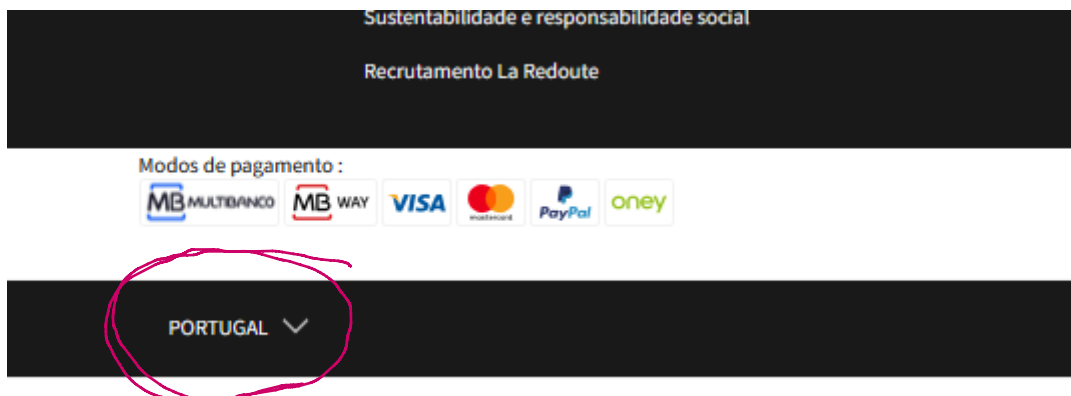 Sustentabilidade e responsabilidade social
Recrutamento La Redoute
Modos de pagamento :
MB MULTIBANCO MB WAY VISA mastercard PayPal oney
PORTUGAL